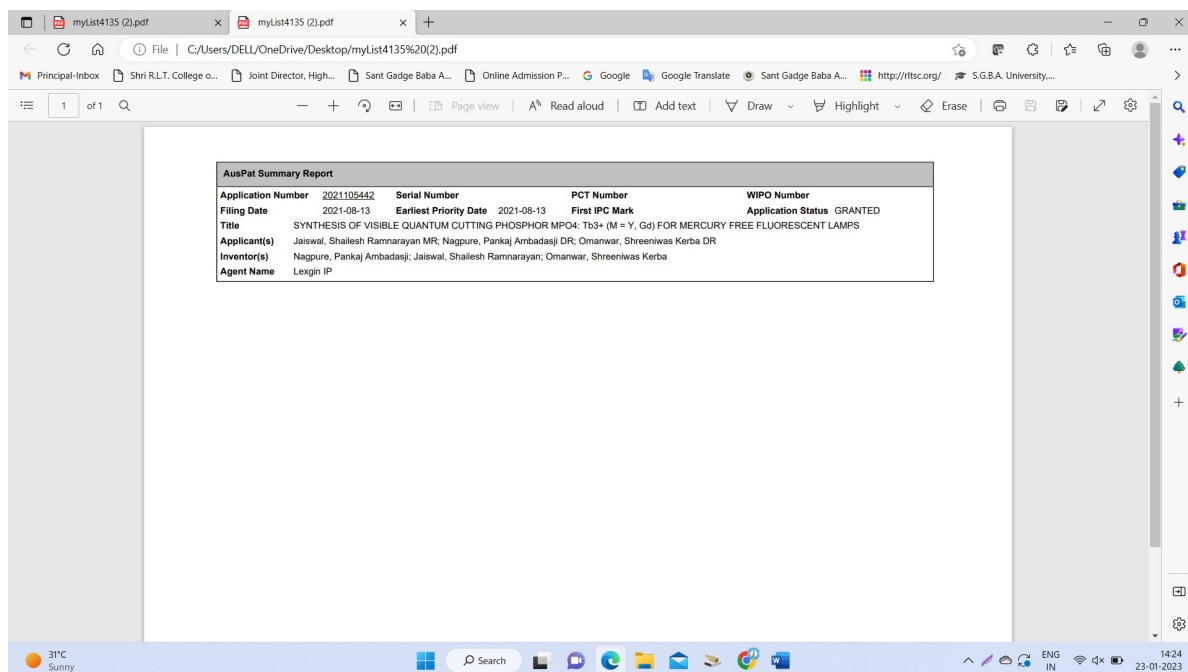 myList4135 (2).pdf
myList4135 (2).pdf
File | C:/Users/DELL/OneDrive/Desktop/myList4135%20(2).pdf
Principal-Inbox Shri R.L.T. College o... Joint Director, High... Sant Gadge Baba A... Online Admission P... Google Google Translate Sant Gadge Baba A... http://rltsc.org/ S.G.B.A. University,...
1 of 1 Page view Read aloud Add text Draw Highlight Erase
AusPat Summary Report
Application Number 2021105442 Serial Number PCT Number WIPO Number
Filing Date 2021-08-13 Earliest Priority Date 2021-08-13 First IPC Mark Application Status GRANTED
Title SYNTHESIS OF VISIBLE QUANTUM CUTTING PHOSPHOR MPO4: Tb3+ (M = Y, Gd) FOR MERCURY FREE FLUORESCENT LAMPS
Applicant(s) Jaiswal, Shailesh Ramnarayan MR; Nagpure, Pankaj Ambadasji DR; Omanwar, Shreeniwas Kerba DR
Inventor(s) Nagpure, Pankaj Ambadasji; Jaiswal, Shailesh Ramnarayan; Omanwar, Shreeniwas Kerba
Agent Name Lexgin IP
31°C
Sunny
Search
ENG
IN
14:24
23-01-2023